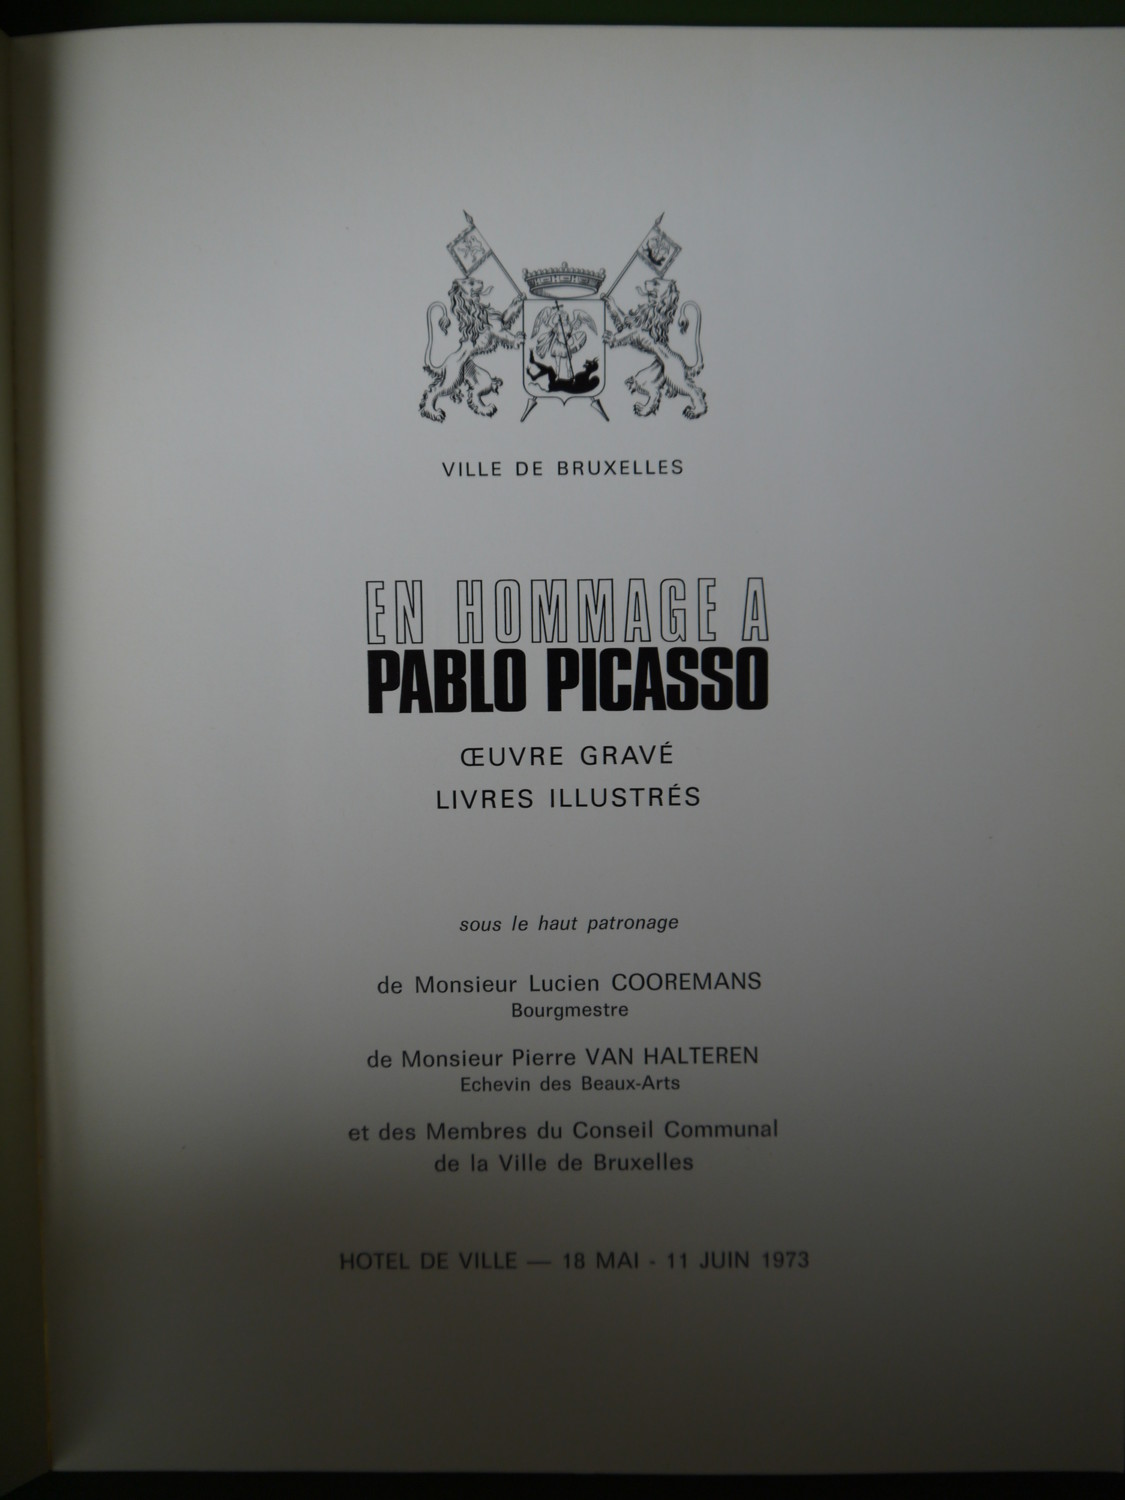 VILLE DE BRUXELLES
EN HOMMAGE A
PABLO PICASSO
ŒUVRE GRAVÉ
LIVRES ILLUSTRÉS
sous le haut patronage
de Monsieur Lucien COOREMANS
Bourgmestre
de Monsieur Pierre VAN HALTEREN
Echevin des Beaux-Arts
et des Membres du Conseil Communal
de la Ville de Bruxelles
HOTEL DE VILLE — 18 MAI - 11 JUIN 1973